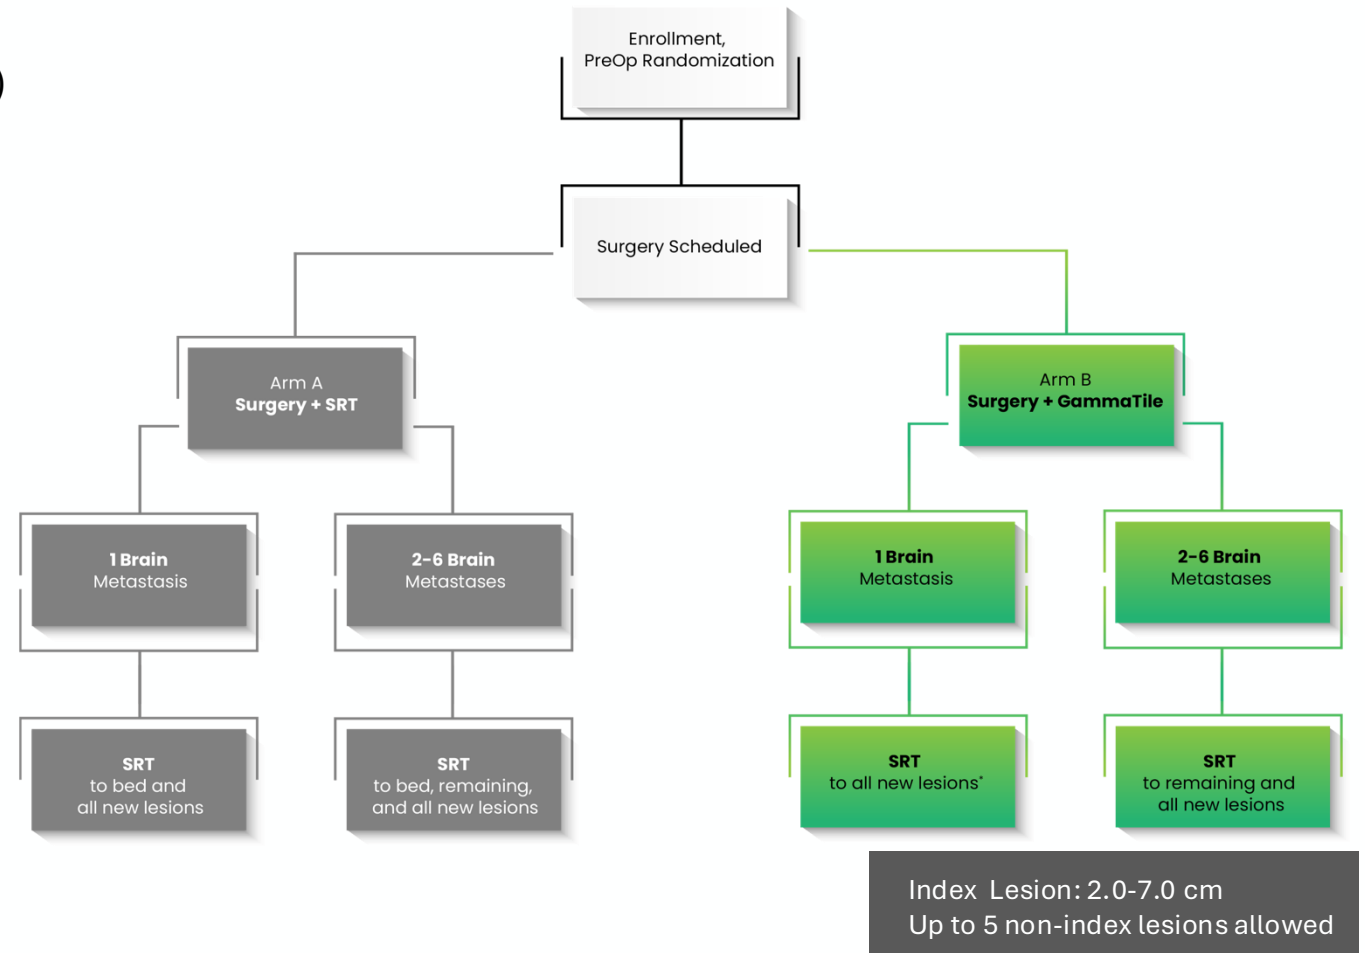 )
Enrollment,
PreOp Randomization
Surgery Scheduled
Arm A
Surgery + SRT
Arm B
Surgery + GammaTile
1 Brain
Metastasis
2-6 Brain
Metastases
1 Brain
Metastasis
2-6 Brain
Metastases
SRT
to bed and
all new lesions
SRT
to bed, remaining,
and all new lesions
SRT
to all new lesions*
SRT
to remaining and
all new lesions
Index Lesion: 2.0-7.0 cm
Up to 5 non-index lesions allowed